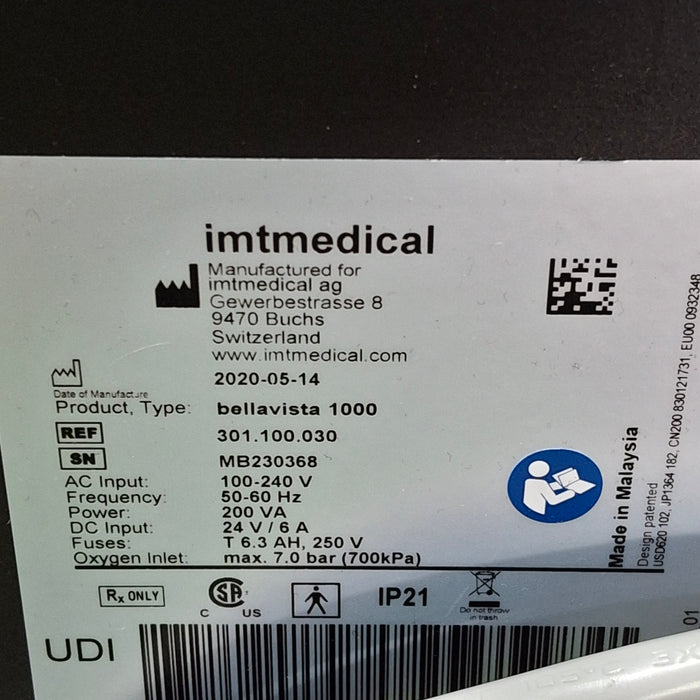 imtmedical
Manufactured for
imtmedical ag
Gewerbestrasse 8
9470 Buchs
Switzerland
www.imtmedical.com
Date of Manufacture
2020-05-14
Product, Type: bellavista 1000
REF 301.100.030
SN MB230368
AC Input: 100-240 V
Frequency: 50-60 Hz
Power: 200 VA
DC Input: 24 V / 6 A
Fuses: T 6.3 AH, 250 V
Oxygen Inlet: max. 7.0 bar (700kPa)
Made in Malaysia
Design patented
USD620 102, JP1364 182, CN200 830121731, EU00 0932348
Rx ONLY
SA
C US
IP21
Do not throw
in trash
UDI
01